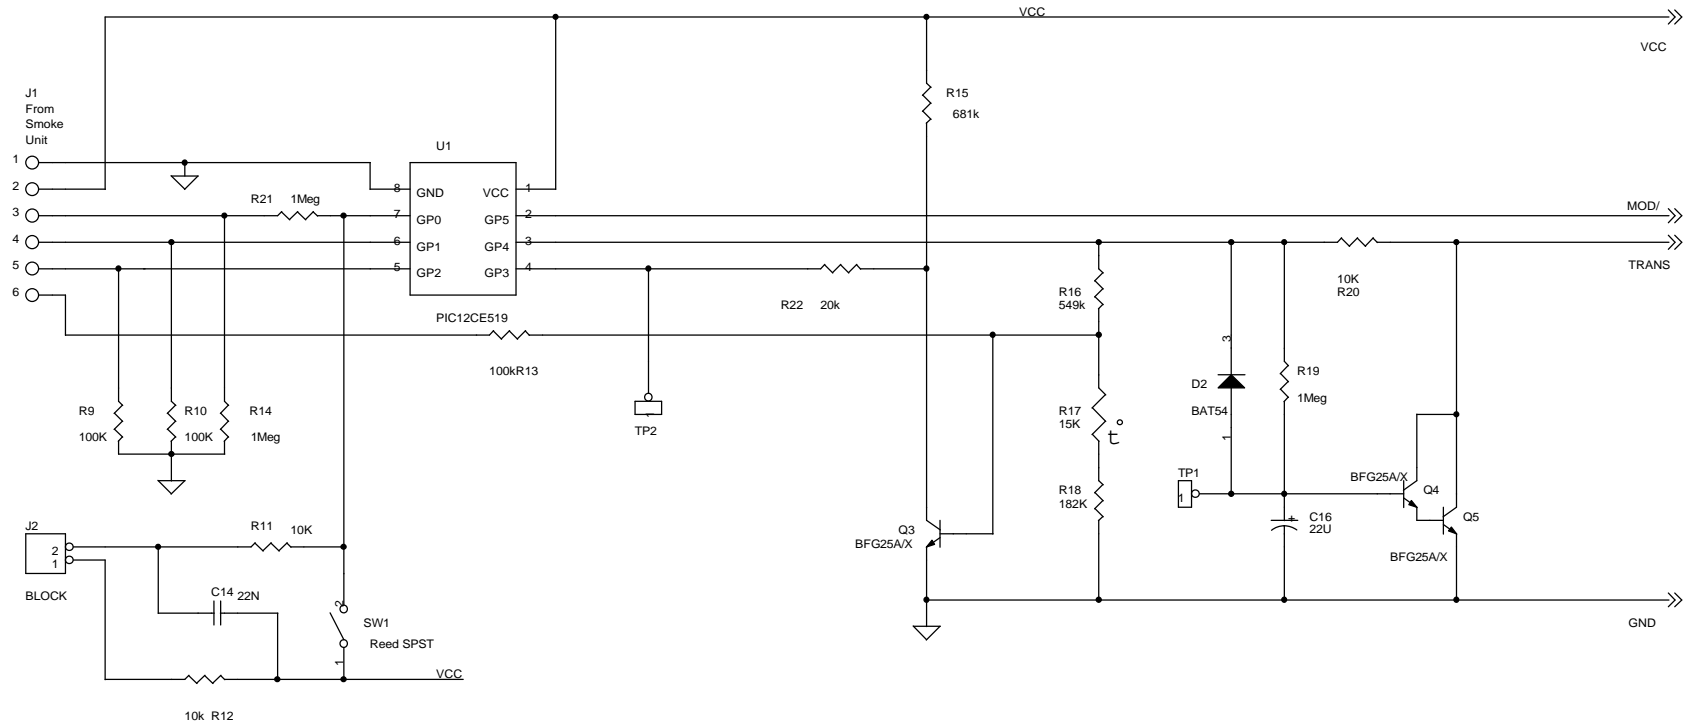 VCC
VCC
J1
From
Smoke
Unit
R15
681k
U1
1
2
3
4
5
6
R21 1Meg
8 GND
7 GP0
6 GP1
5 GP2
VCC 1
GP5 2
GP4 3
GP3 4
MOD/
TRANS
10K
R20
R22 20k
R16
549k
PIC12CE519
100kR13
R9
100K
R10
100K
R14
1Meg
TP2
1
R17
15K
t°
D2
BAT54
3
1
R19
1Meg
TP1
1
R18
182K
BFG25A/X
Q4
Q5
BFG25A/X
C16
22U
+
Q3
BFG25A/X
J2
2
1
BLOCK
R11 10K
C14 22N
2
SW1
Reed SPST
1
VCC
GND
10k R12